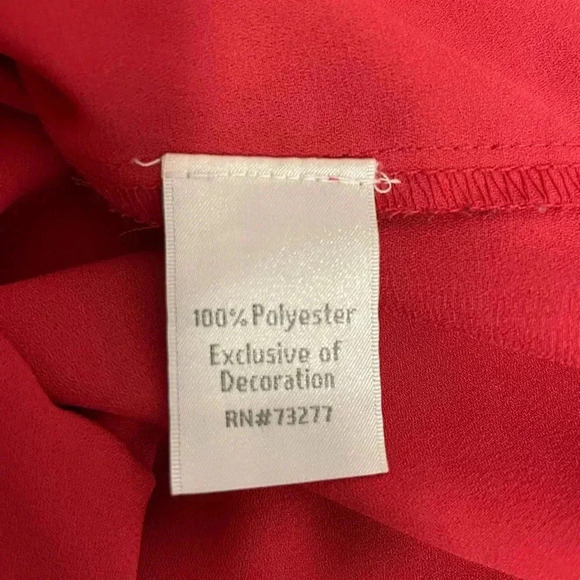 100% Polyester
Exclusive of
Decoration
RN#73277